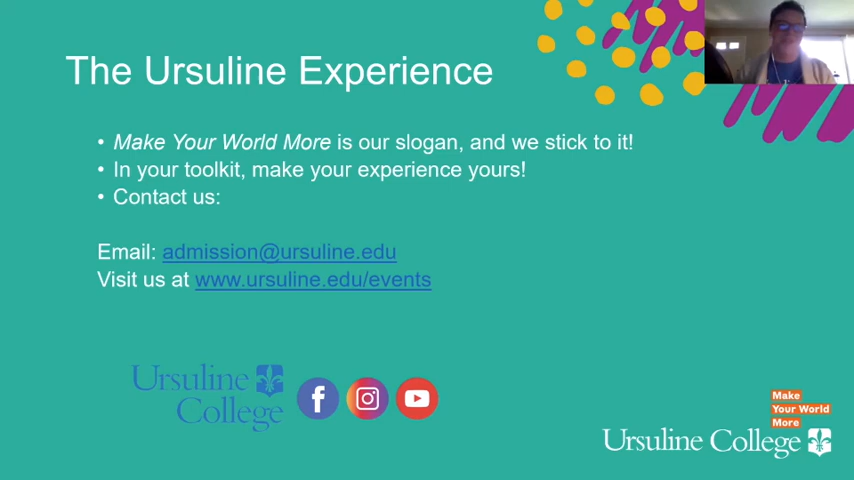 The Ursuline Experience
• Make Your World More is our slogan, and we stick to it!
• In your toolkit, make your experience yours!
• Contact us:
Email: admission@ursuline.edu
Visit us at www.ursuline.edu/events
Ursuline
College
Make
Your World
More
Ursuline College